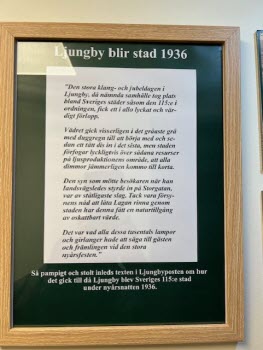 Ljungby blir stad 1936
"Den stora klang- och jubeldagen i
Ljungby, då nämnda samhälle tog plats
bland Sveriges städer såsom den 115:e i
ordningen, fick ett i allo lyckat och vär-
digt förlopp.
Vädret gick visserligen i det gråaste grå
med duggregn till att börja med och se-
dan ett tätt dis in i det sista, men staden
förfogar lyckligtvis över sådana resurser
på ljusproduktionens område, att alla
dimmor jämmerligen kommo till korta.
Den syn som mötte besökaren när han
landsvägsledes styrde in på Storgatan,
var av ståtligaste slag. Tack vare försy-
nens nåd att låta Lagan rinna genom
staden har denna fått en naturtillgång
av oskattbart värde.
Det var vad alla dessa tusentals lampor
och girlanger hade att säga till gästen
och främlingen vid den stora
nyårsfesten."
Så pampigt och stolt inleds texten i Ljungbyposten om hur
det gick till då Ljungby blev Sveriges 115:e stad
under nyårsnatten 1936.